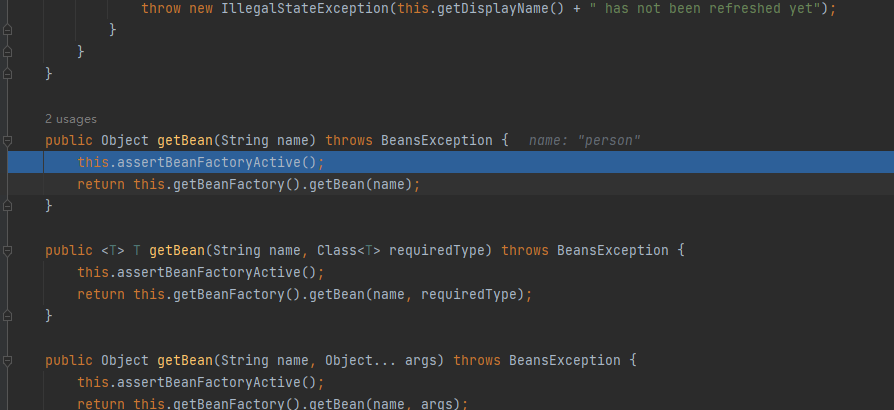 throw new IllegalStateException(this.getDisplayName() + " has not been refreshed yet");
}
}
}
2 usages
public Object getBean(String name) throws BeansException { name: "person"
this.assertBeanFactoryActive();
return this.getBeanFactory().getBean(name);
}
public <T> T getBean(String name, Class<T> requiredType) throws BeansException {
this.assertBeanFactoryActive();
return this.getBeanFactory().getBean(name, requiredType);
}
public Object getBean(String name, Object... args) throws BeansException {
this.assertBeanFactoryActive();
return this.getBeanFactory().getBean(name, args);